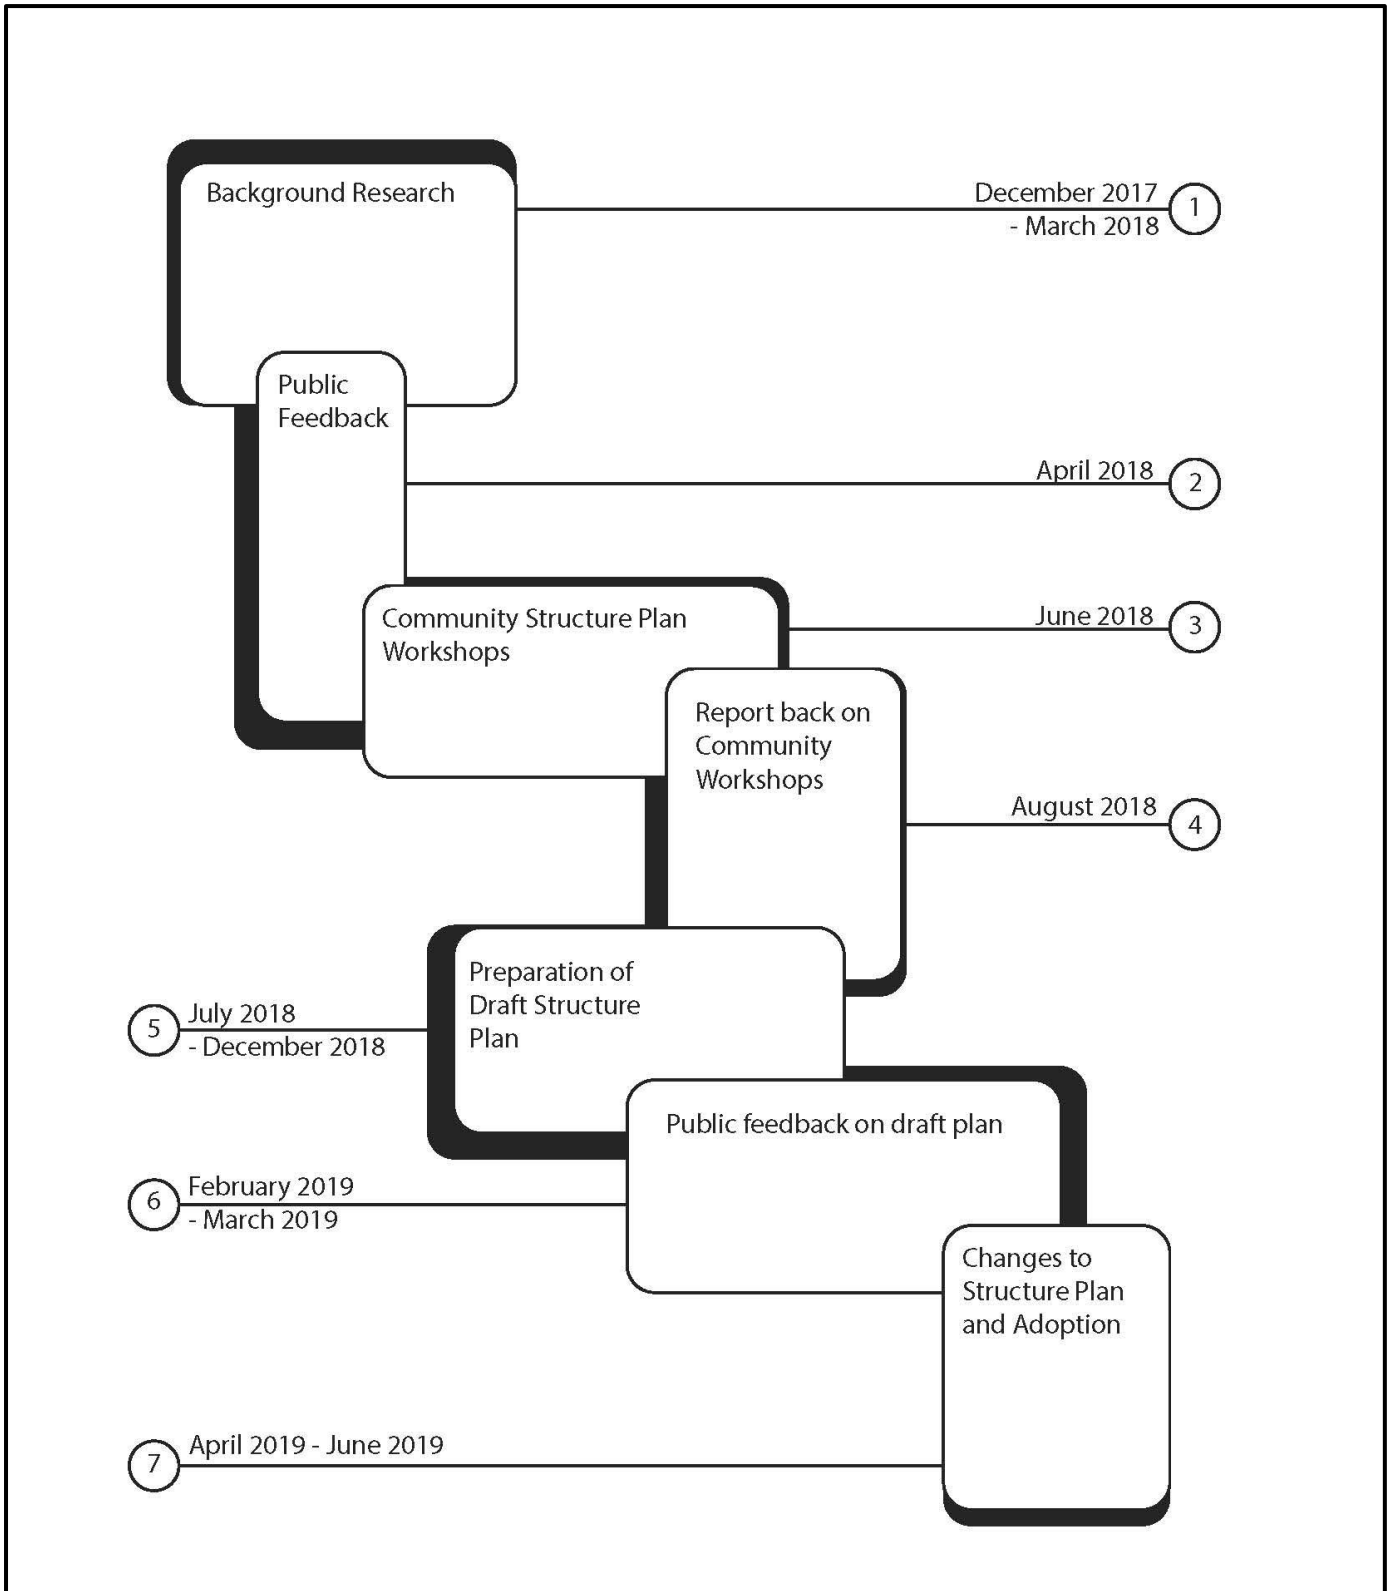 Background Research
December 2017
- March 2018
1
Public
Feedback
April 2018
2
Community Structure Plan
Workshops
June 2018
3
Report back on
Community
Workshops
August 2018
4
Preparation of
Draft Structure
Plan
5
July 2018
- December 2018
Public feedback on draft plan
6
February 2019
- March 2019
Changes to
Structure Plan
and Adoption
7
April 2019 - June 2019